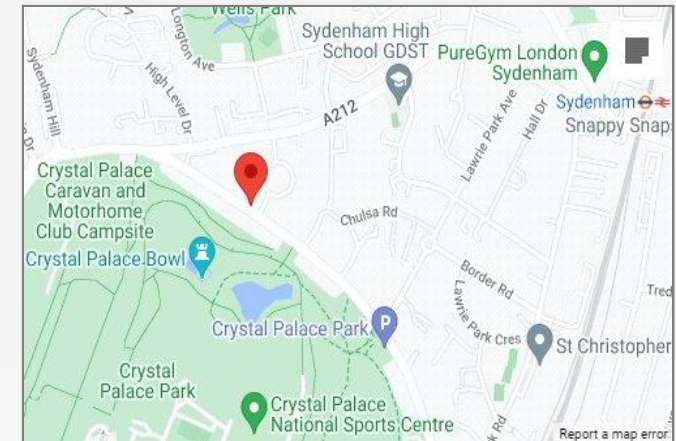 Wells Park
Longton Ave
Sydenham High
School GDST
PureGym London
Sydenham
Sydenham Hill
High Level Dr
A212
Lawrie Park Ave
Hall Dr
Sydenham
Snappy Snap
Crystal Palace
Caravan and
Motorhome
Club Campsite
Chulsa Rd
Crystal Palace Bowl
Border Rd
Lawrie Park Cres
Tred
Crystal Palace Park
P
St Christopher
Crystal
Palace Park
Crystal Palace
National Sports Centre
k Rd
Report a map error